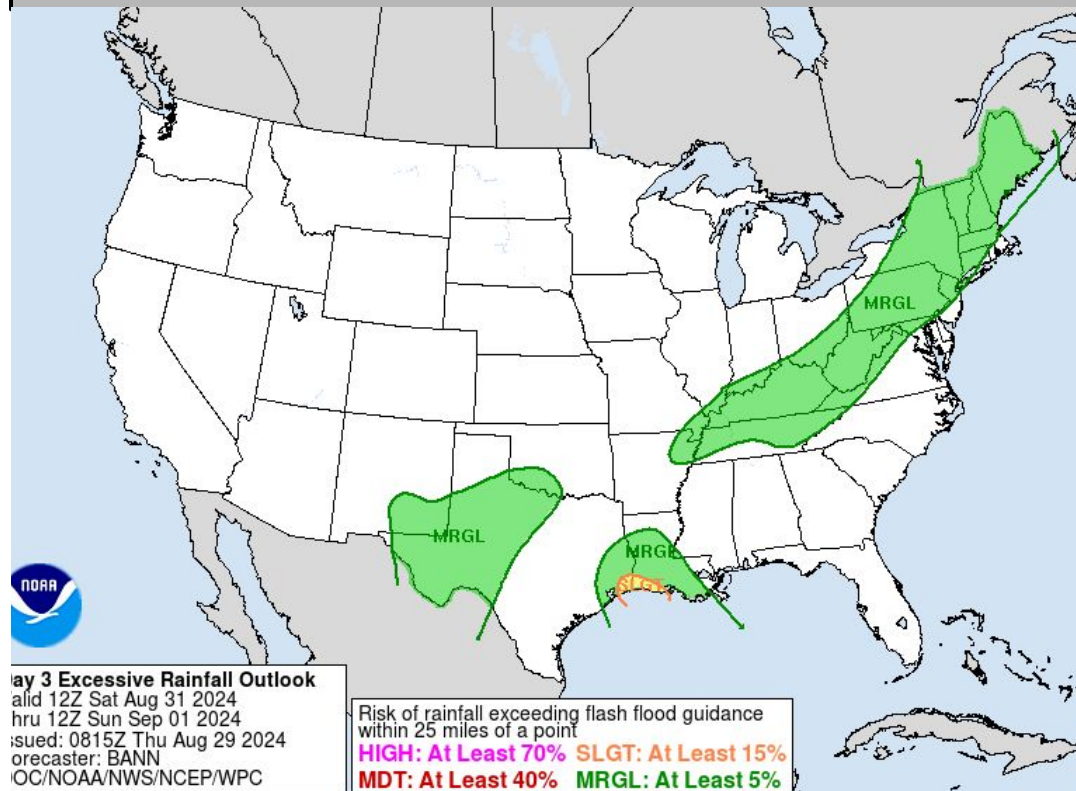 MRGL
MRGL
MRGL
SLGT
NOAA
ay 3 Excessive Rainfall Outlook
alid 12Z Sat Aug 31 2024
hru 12Z Sun Sep 01 2024
ssued: 0815Z Thu Aug 29 2024
orecaster: BANN
DOC/NOAA/NWS/NCEP/WPC
Risk of rainfall exceeding flash flood guidance
within 25 miles of a point
HIGH: At Least 70% SLGT: At Least 15%
MDT: At Least 40% MRGL: At Least 5%